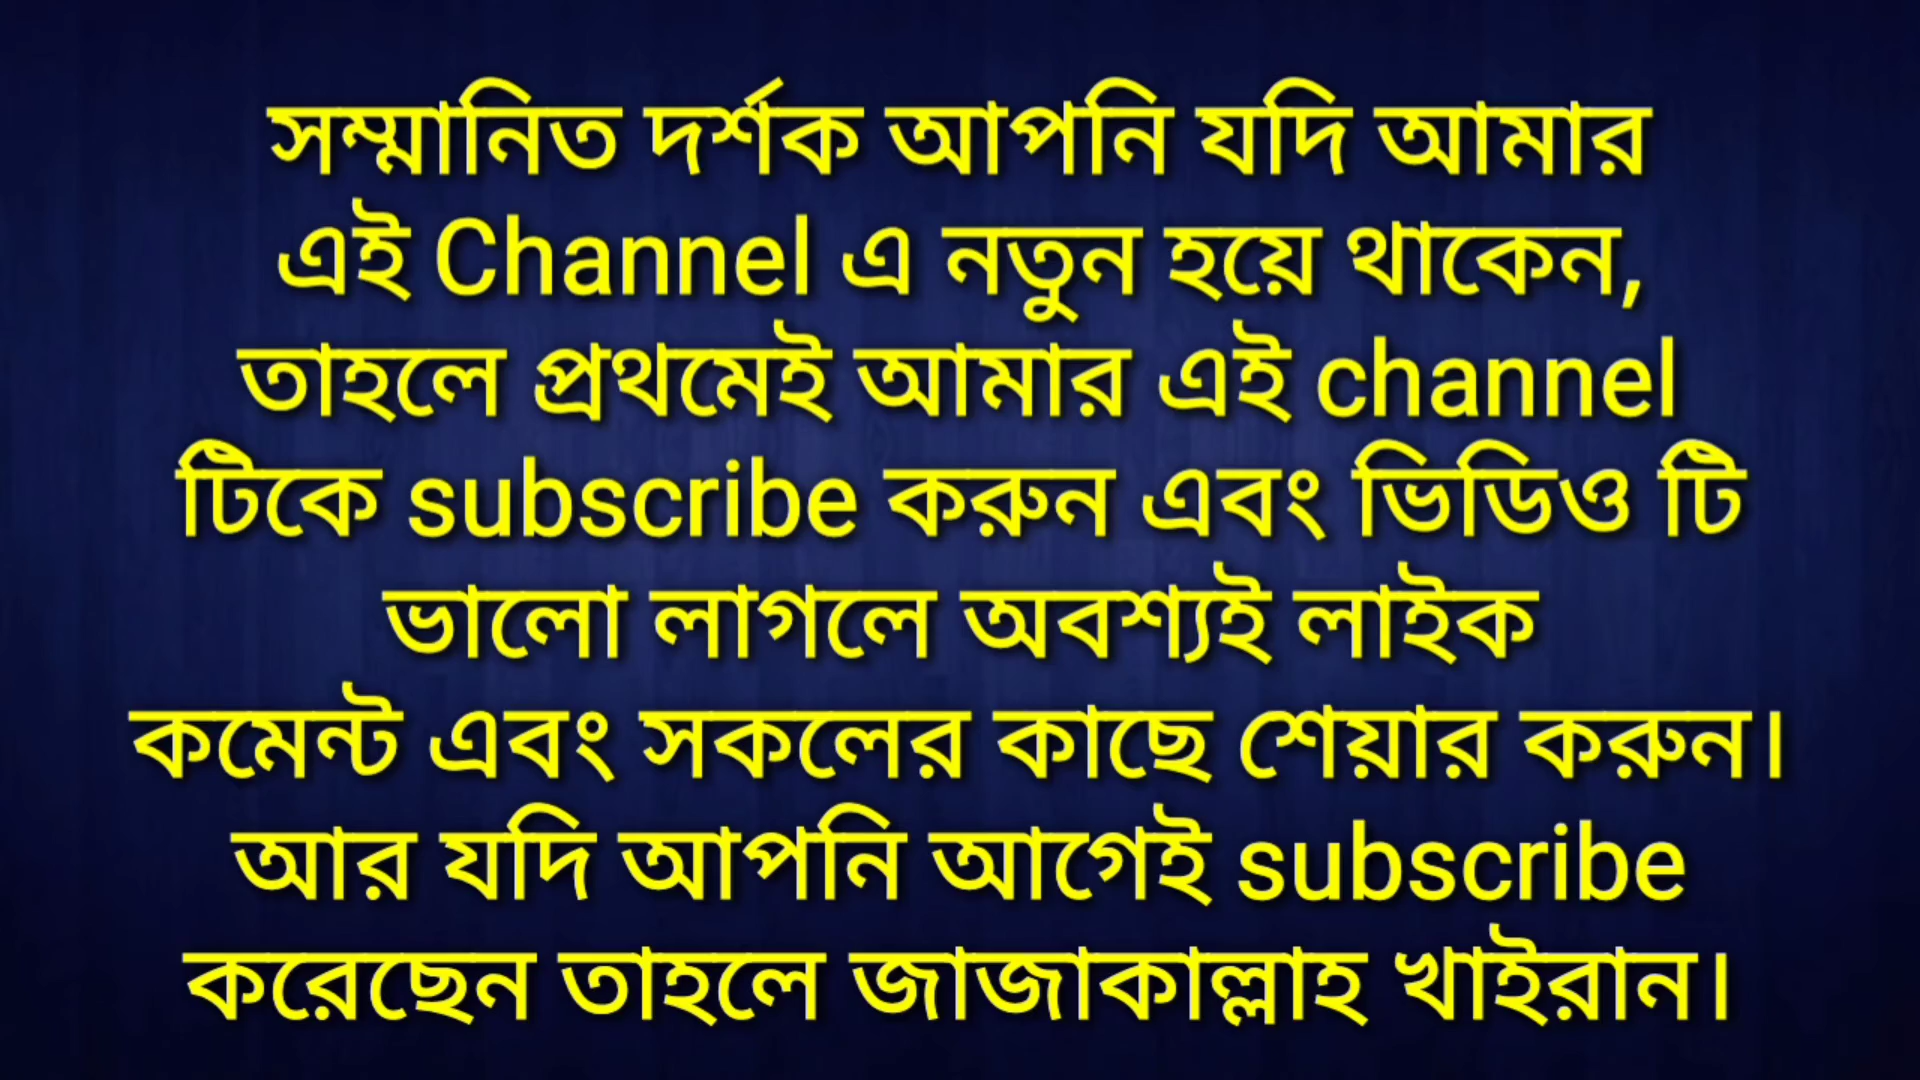 সম্মানিত দর্শক আপনি যদি আমার
এই Channel এ নতুন হয়ে থাকেন,
তাহলে প্রথমেই আমার এই channel
টিকে subscribe করুন এবং ভিডিও টি
ভালো লাগলে অবশ্যই লাইক
কমেন্ট এবং সকলের কাছে শেয়ার করুন।
আর যদি আপনি আগেই subscribe
করেছেন তাহলে জাজাকাল্লাহ খাইরান।